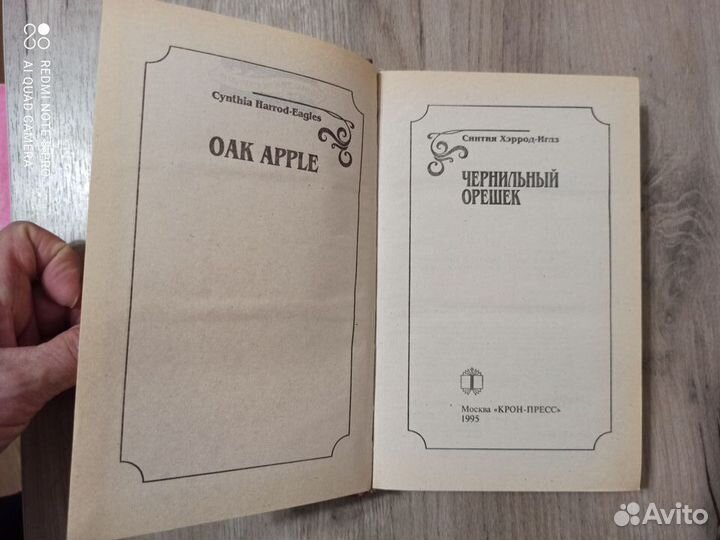 REDMI NOTE 8 PRO
AI QUAD CAMERA
Cynthia Harrod-Eagles
OAK APPLE
Синтия Хэррод-Иглз
ЧЕРНИЛЬНЫЙ
ОРЕШЕК
Москва «КРОН-ПРЕСС»
1995
Avito